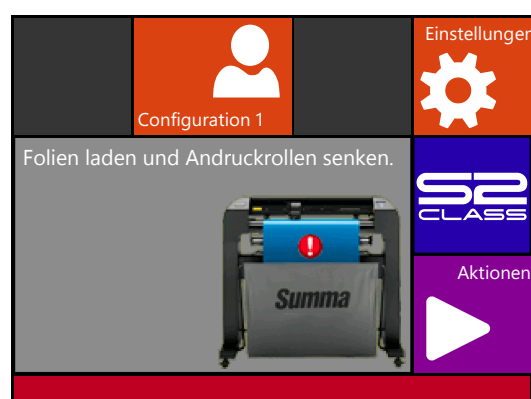 Einstellungen
Configuration 1
Folien laden und Andruckrollen senken.
S2
CLASS
Summa
Aktionen